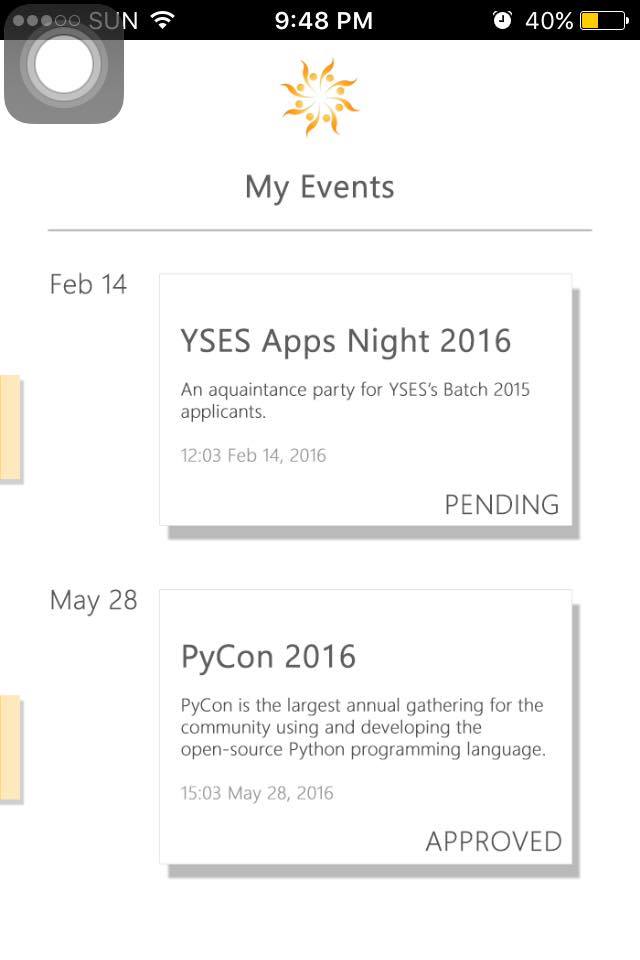 SUN 9:48 PM 40%
My Events
Feb 14
YSES Apps Night 2016
An aquaintance party for YSES's Batch 2015
applicants.
12:03 Feb 14, 2016
PENDING
May 28
PyCon 2016
PyCon is the largest annual gathering for the
community using and developing the
open-source Python programming language.
15:03 May 28, 2016
APPROVED